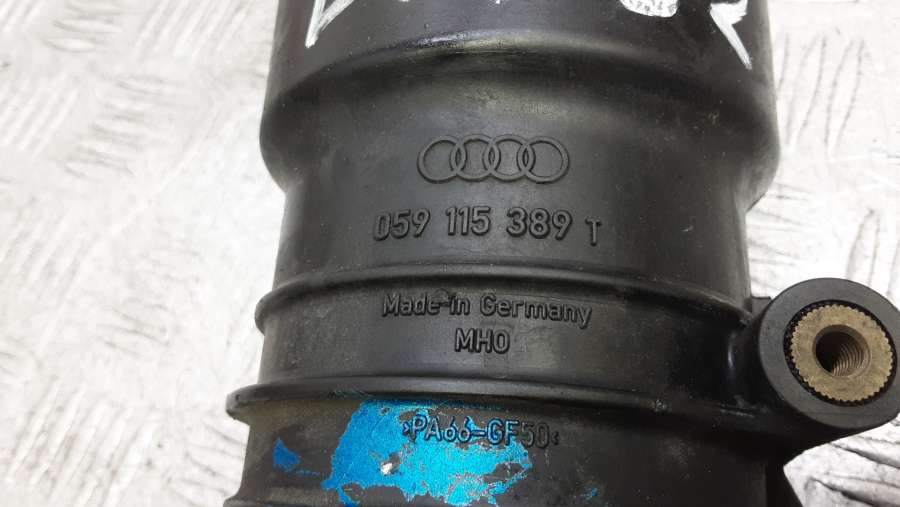 059 115 389 T
Made-in Germany
MHO
>PA66-GF50<